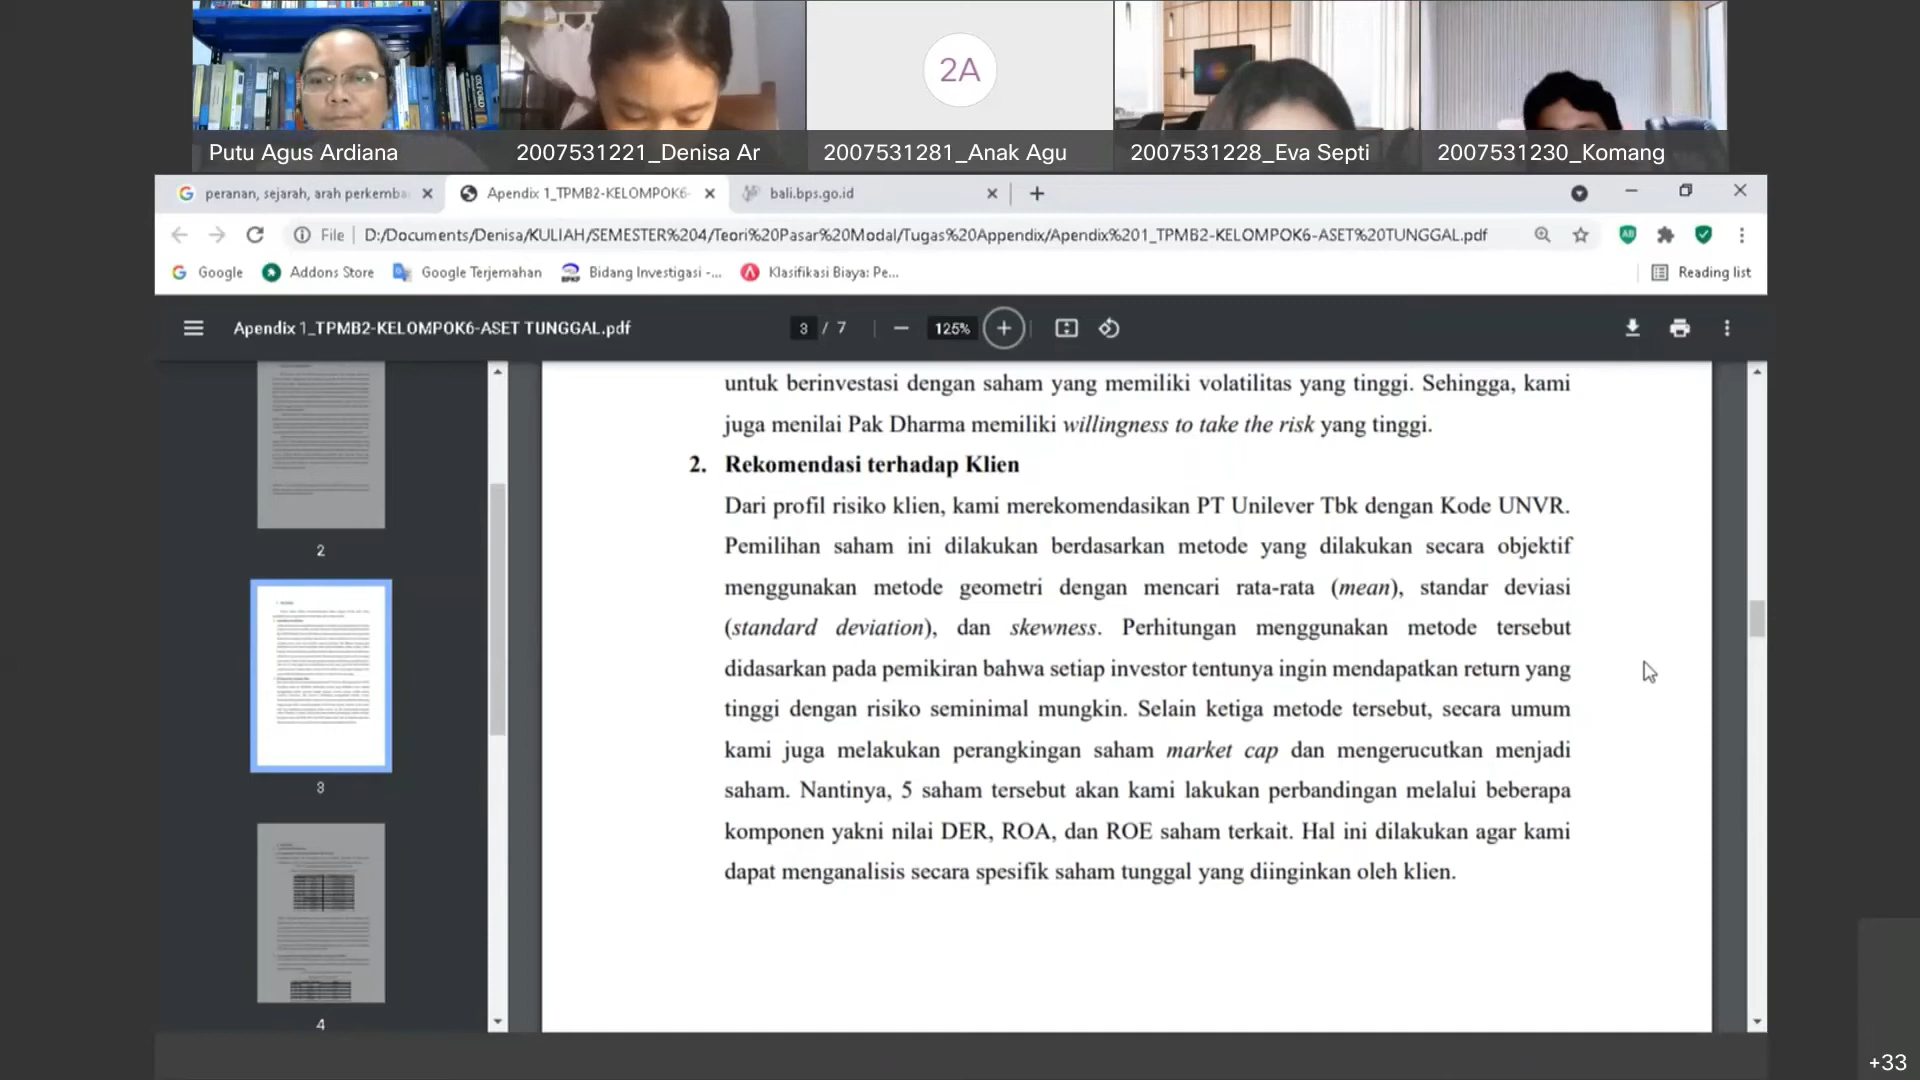 2A
Putu Agus Ardiana
2007531221_Denisa Ar
2007531281_Anak Agu
2007531228_Eva Septi
2007531230_Komang
peranan, sejarah, arah perkemba
Apendix 1_TPMB2-KELOMPOK6-
bali.bps.go.id
File
D:/Documents/Denisa/KULIAH/SEMESTER%204/Teori%20Pasar%20Modal/Tugas%20Appendix/Apendix%201_TPMB2-KELOMPOK6-ASET%20TUNGGAL.pdf
Google
Addons Store
Google Terjemahan
Bidang Investigasi -...
Klasifikasi Biaya: Pe...
Reading list
Apendix 1_TPMB2-KELOMPOK6-ASET TUNGGAL.pdf
3 / 7
125%
2
3
4
untuk berinvestasi dengan saham yang memiliki volatilitas yang tinggi. Sehingga, kami
juga menilai Pak Dharma memiliki willingness to take the risk yang tinggi.
2. Rekomendasi terhadap Klien
Dari profil risiko klien, kami merekomendasikan PT Unilever Tbk dengan Kode UNVR.
Pemilihan saham ini dilakukan berdasarkan metode yang dilakukan secara objektif
menggunakan metode geometri dengan mencari rata-rata (mean), standar deviasi
(standard deviation), dan skewness. Perhitungan menggunakan metode tersebut
didasarkan pada pemikiran bahwa setiap investor tentunya ingin mendapatkan return yang
tinggi dengan risiko seminimal mungkin. Selain ketiga metode tersebut, secara umum
kami juga melakukan perangkingan saham market cap dan mengerucutkan menjadi
saham. Nantinya, 5 saham tersebut akan kami lakukan perbandingan melalui beberapa
komponen yakni nilai DER, ROA, dan ROE saham terkait. Hal ini dilakukan agar kami
dapat menganalisis secara spesifik saham tunggal yang diinginkan oleh klien.
+33